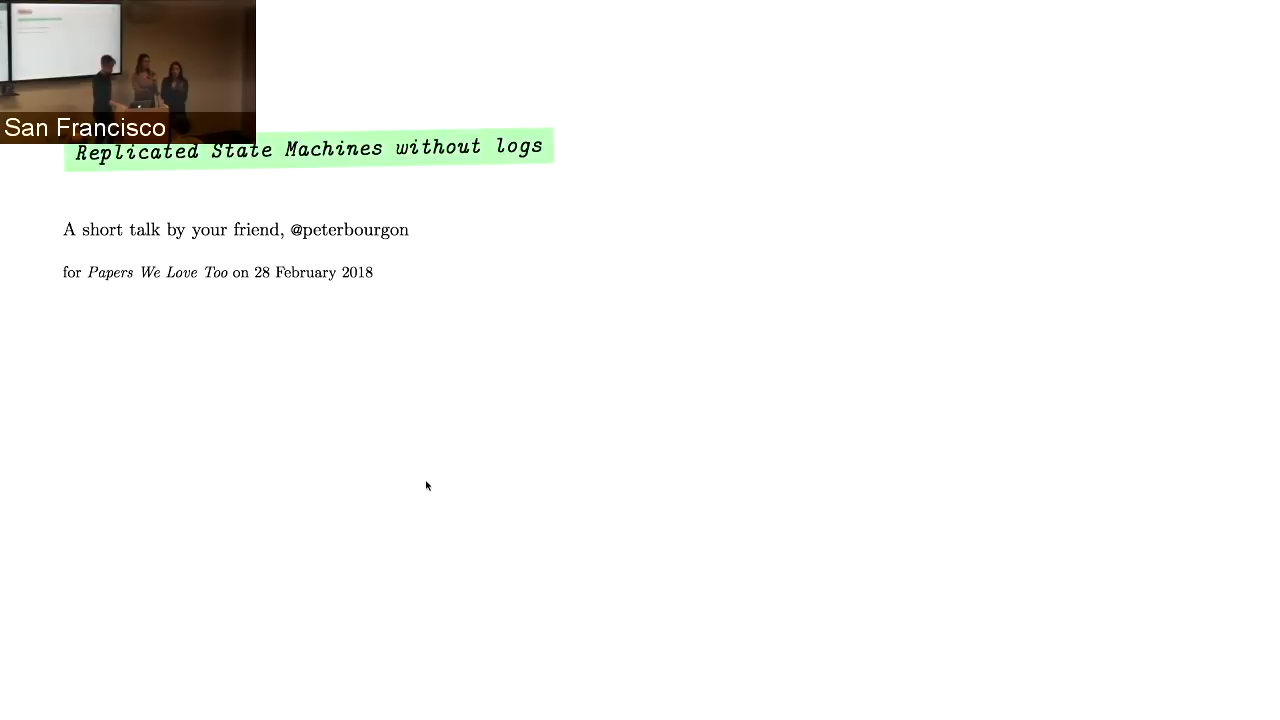 San Francisco
Replicated State Machines without logs
A short talk by your friend, @peterbourgon
for Papers We Love Too on 28 February 2018